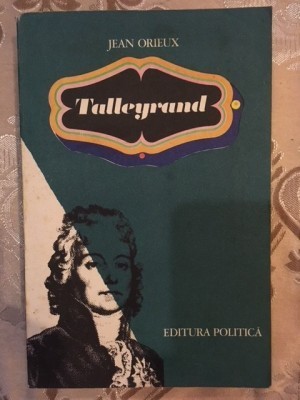 JEAN ORIEUX
Talleyrand
EDITURA POLITICĂ